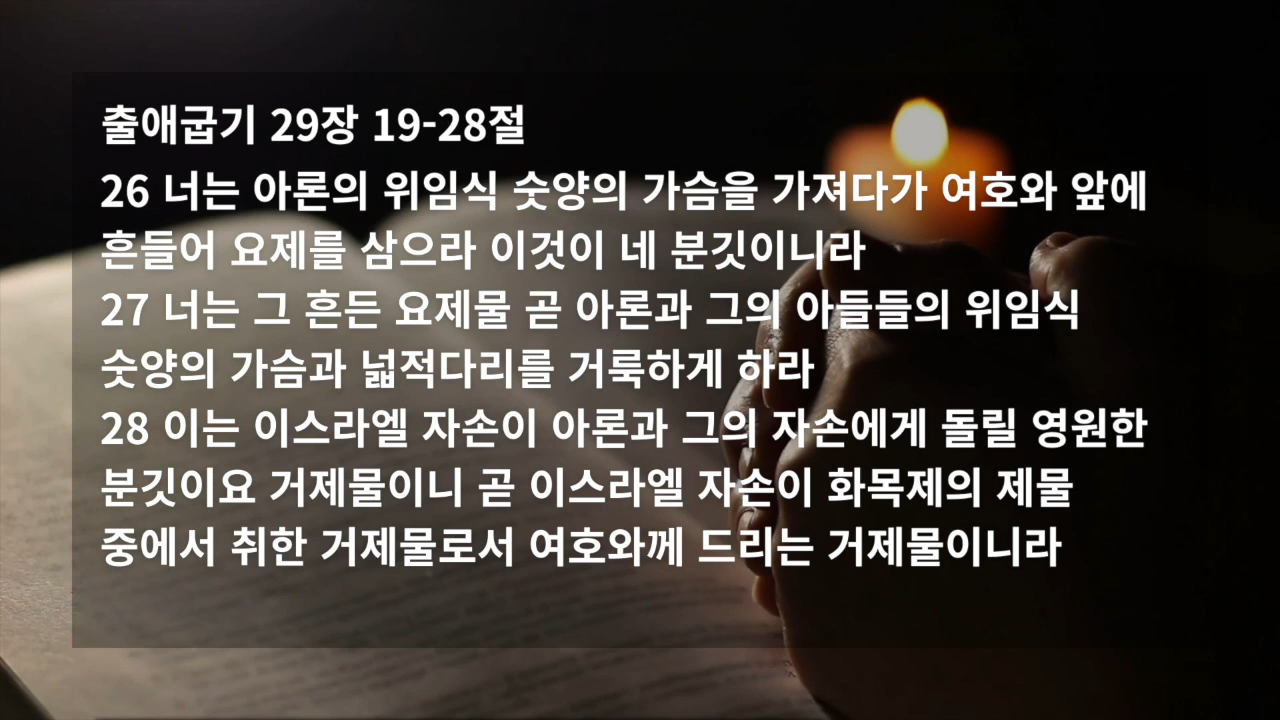 출애굽기 29장 19-28절
26 너는 아론의 위임식 숫양의 가슴을 가져다가 여호와 앞에
흔들어 요제를 삼으라 이것이 네 분깃이니라
27 너는 그 흔든 요제물 곧 아론과 그의 아들들의 위임식
숫양의 가슴과 넓적다리를 거룩하게 하라
28 이는 이스라엘 자손이 아론과 그의 자손에게 돌릴 영원한
분깃이요 거제물이니 곧 이스라엘 자손이 화목제의 제물
중에서 취한 거제물로서 여호와께 드리는 거제물이니라